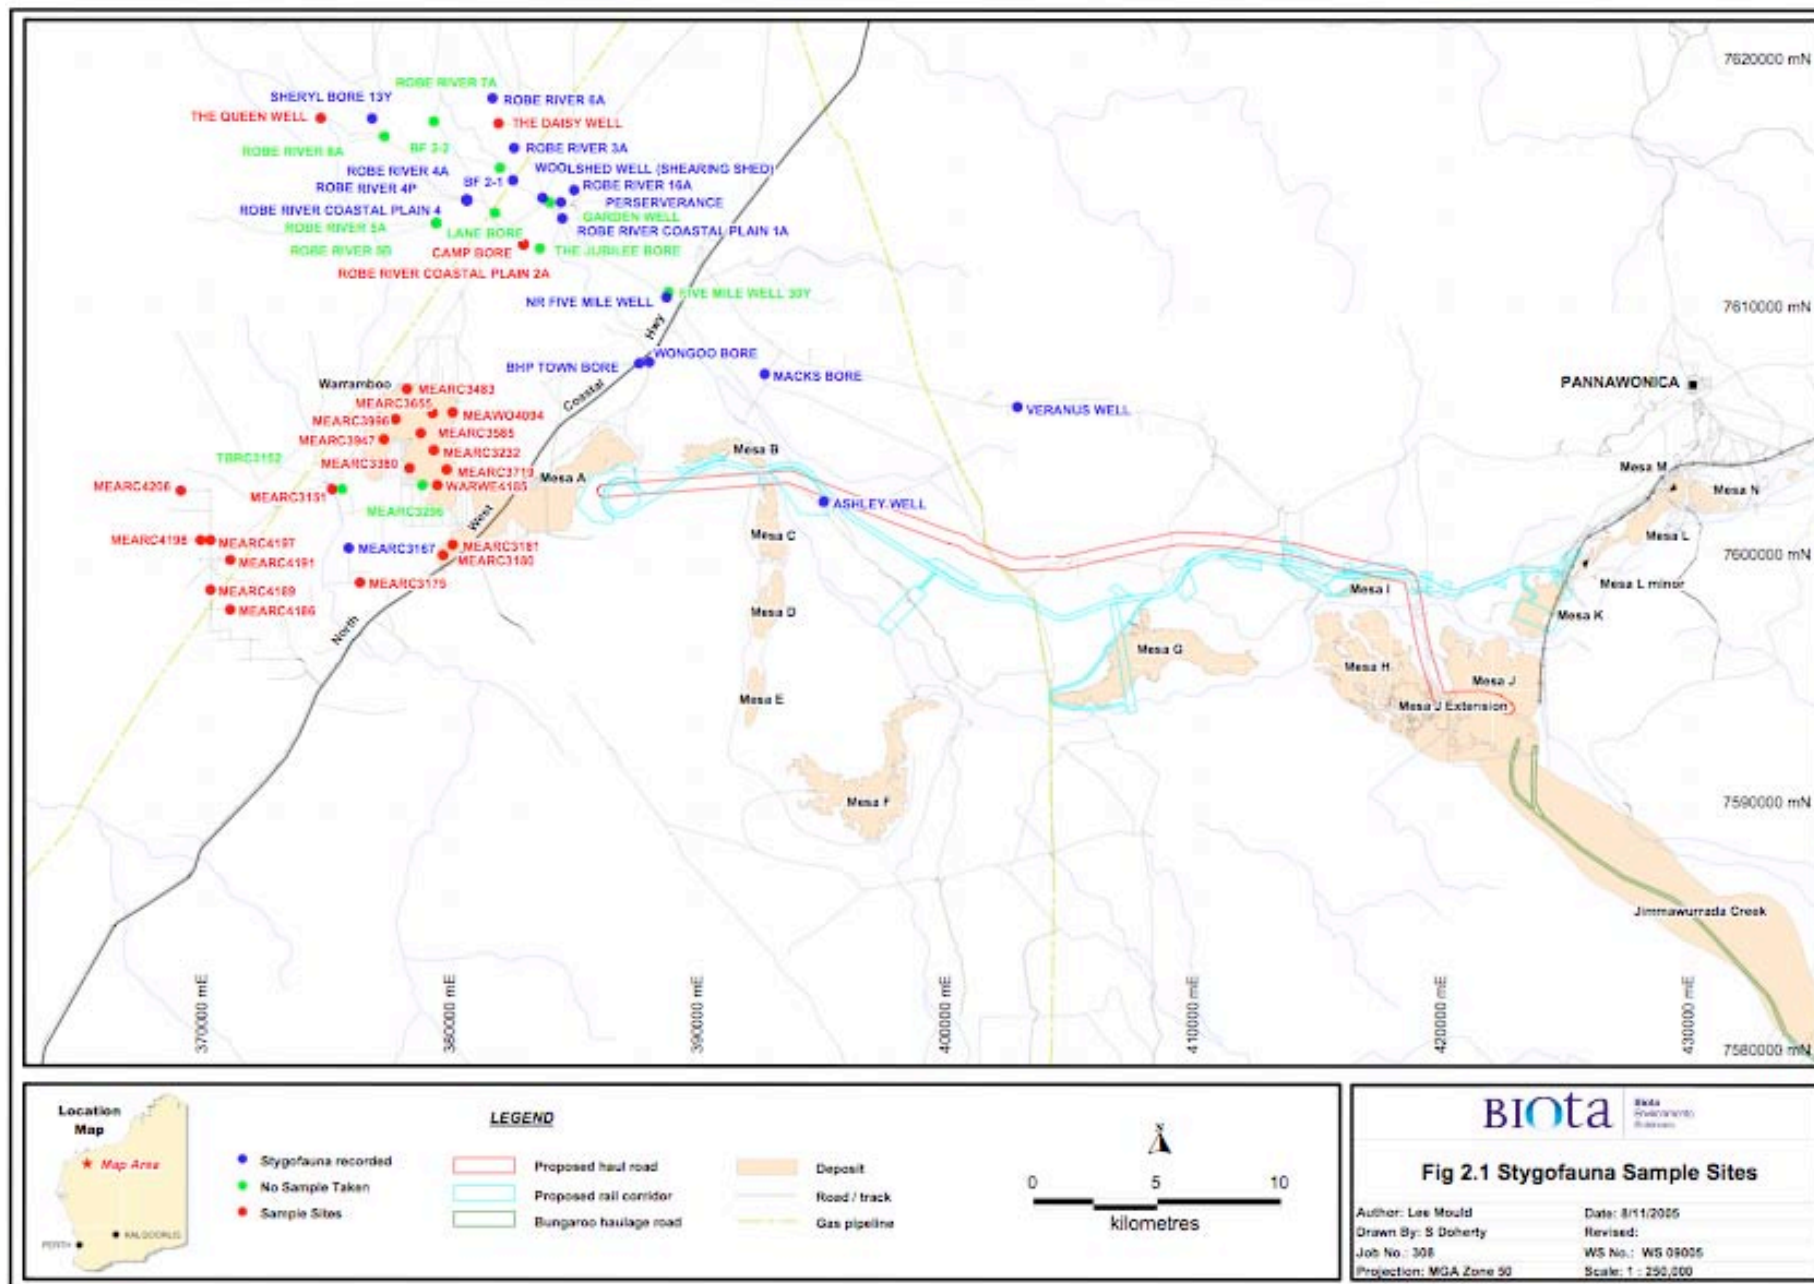 7620000 mN
ROBE RIVER 7A
SHERYL BORE 13Y
ROBE RIVER 6A
THE QUEEN WELL
THE DAISY WELL
ROBE RIVER 8A
BF 2-2
ROBE RIVER 3A
ROBE RIVER 4A
WOOLSHED WELL (SHEARING SHED)
BF 2-1
ROBE RIVER 4P
ROBE RIVER 16A
PERSERVERANCE
ROBE RIVER COASTAL PLAIN 4
GARDEN WELL
ROBE RIVER 5A
LANE BORE
ROBE RIVER COASTAL PLAIN 1A
ROBE RIVER 5B
CAMP BORE
THE JUBILEE BORE
ROBE RIVER COASTAL PLAIN 2A
FIVE MILE WELL 30Y
NR FIVE MILE WELL
7610000 mN
Hwy
WONGOO BORE
BHP TOWN BORE
MACKS BORE
PANNAWONICA
Warramboo
MEARC3483
Coastal
MEARC3655
MEAWO4094
VERANUS WELL
MEARC3996
MEARC3585
MEARC3947
MEARC3232
Mesa B
TBRC3152
MEARC3380
MEARC3719
Mesa A
Mesa M
MEARC4206
MEARC3151
WARWE4185
Mesa N
MEARC3296
West
ASHLEY WELL
Mesa C
Mesa L
MEARC4198
MEARC4197
MEARC3167
MEARC3181
7600000 mN
MEARC4191
MEARC3180
MEARC3175
Mesa L minor
MEARC4189
Mesa I
MEARC4186
Mesa D
Mesa K
North
Mesa G
Mesa H
Mesa J
Mesa E
Mesa J Extension
Mesa F
7590000 mN
Jimmawurrada Creek
370000 mE
380000 mE
390000 mE
400000 mE
410000 mE
420000 mE
430000 mE
7580000 mN
Location
Map
Map Area
PERTH
KALGOORLIE
LEGEND
Stygofauna recorded
No Sample Taken
Sample Sites
Proposed haul road
Proposed rail corridor
Bungaroo haulage road
Deposit
Road / track
Gas pipeline
N
0 5 10
kilometres
BIOta
Biota
Environmental
Sciences
Fig 2.1 Stygofauna Sample Sites
Author: Lee Mould
Date: 8/11/2005
Drawn By: S Doherty
Revised:
Job No.: 308
WS No.: WS 09005
Projection: MGA Zone 50
Scale: 1 : 250,000